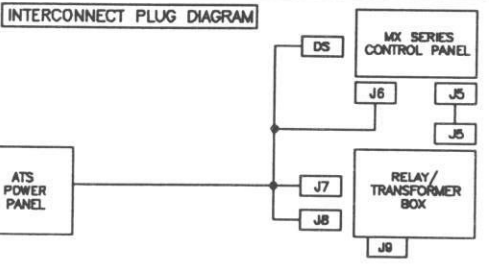 INTERCONNECT PLUG DIAGRAM
DS
MX SERIES
CONTROL PANEL
J6
J5
J5
ATS
POWER
PANEL
J7
J8
RELAY/
TRANSFORMER
BOX
J9